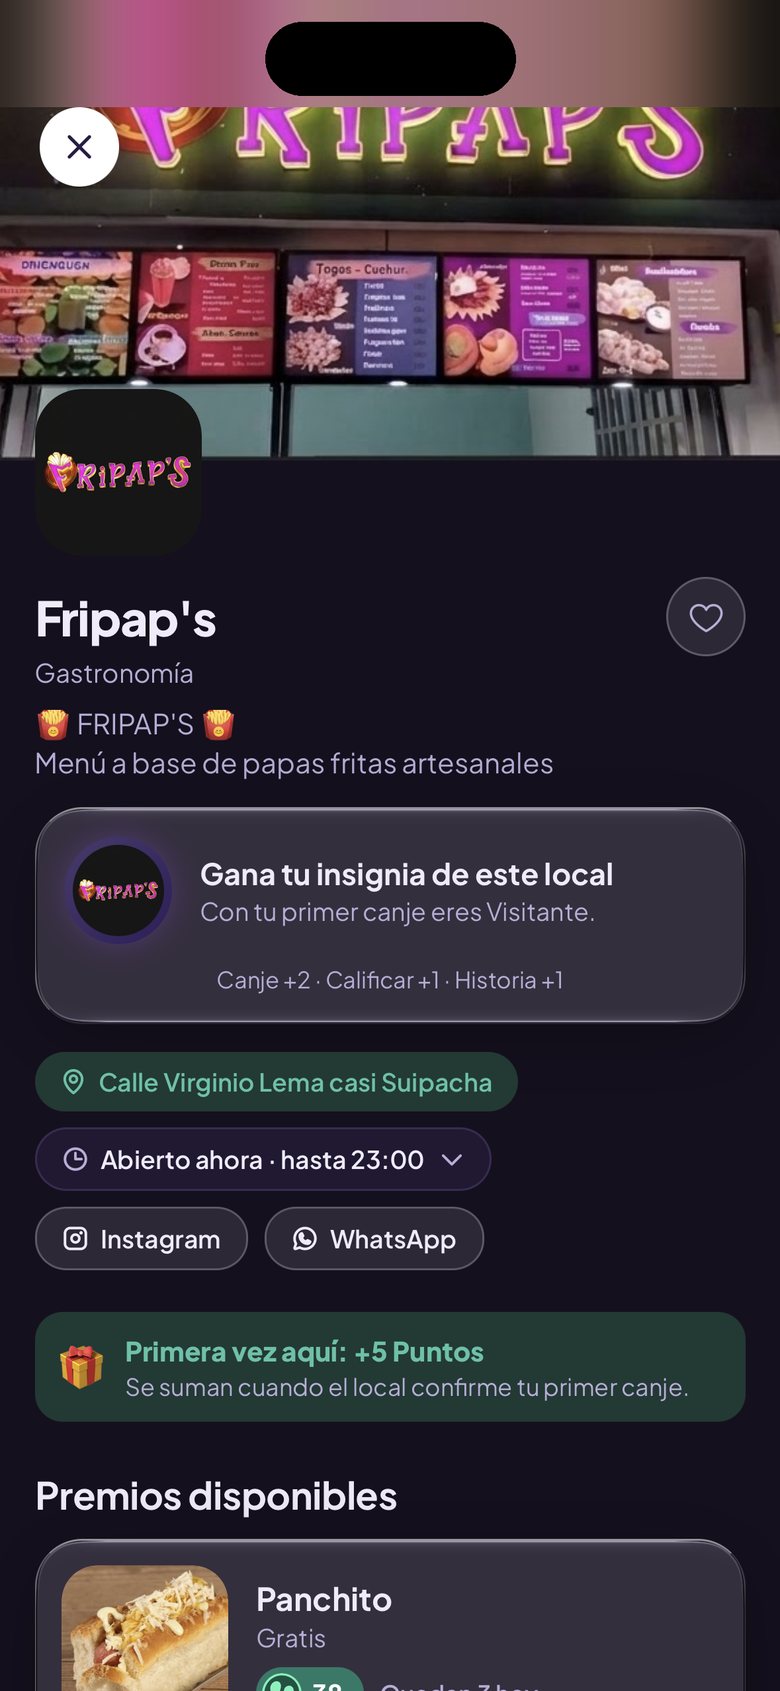 FRIPAPS
Togos - Cuchur.
FRIPAP'S
Fripap's
Gastronomía
🍟 FRIPAP'S 🍟
Menú a base de papas fritas artesanales
FRIPAP'S
Gana tu insignia de este local
Con tu primer canje eres Visitante.
Canje +2 · Calificar +1 · Historia +1
Calle Virginio Lema casi Suipacha
Abierto ahora · hasta 23:00
Instagram
WhatsApp
Primera vez aquí: +5 Puntos
Se suman cuando el local confirme tu primer canje.
Premios disponibles
Panchito
Gratis